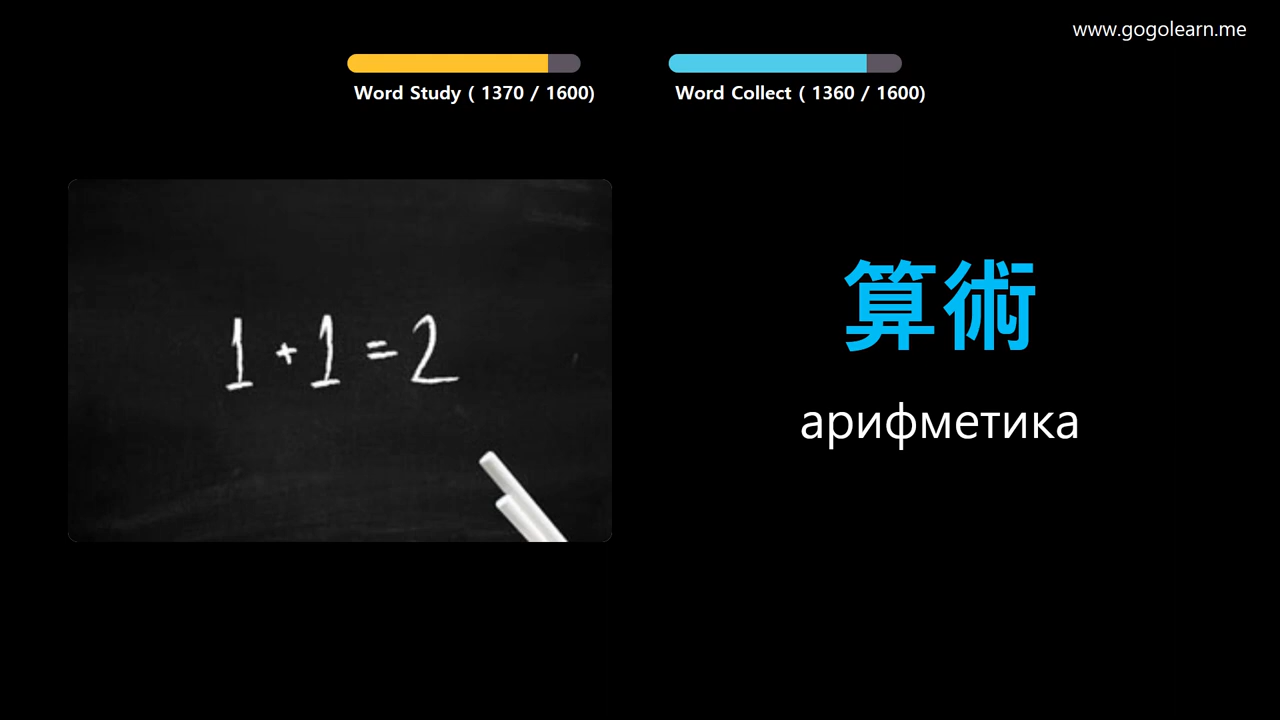 www.gogolearn.me
Word Study ( 1370 / 1600)
Word Collect ( 1360 / 1600)
1 + 1 = 2
算術
арифметика